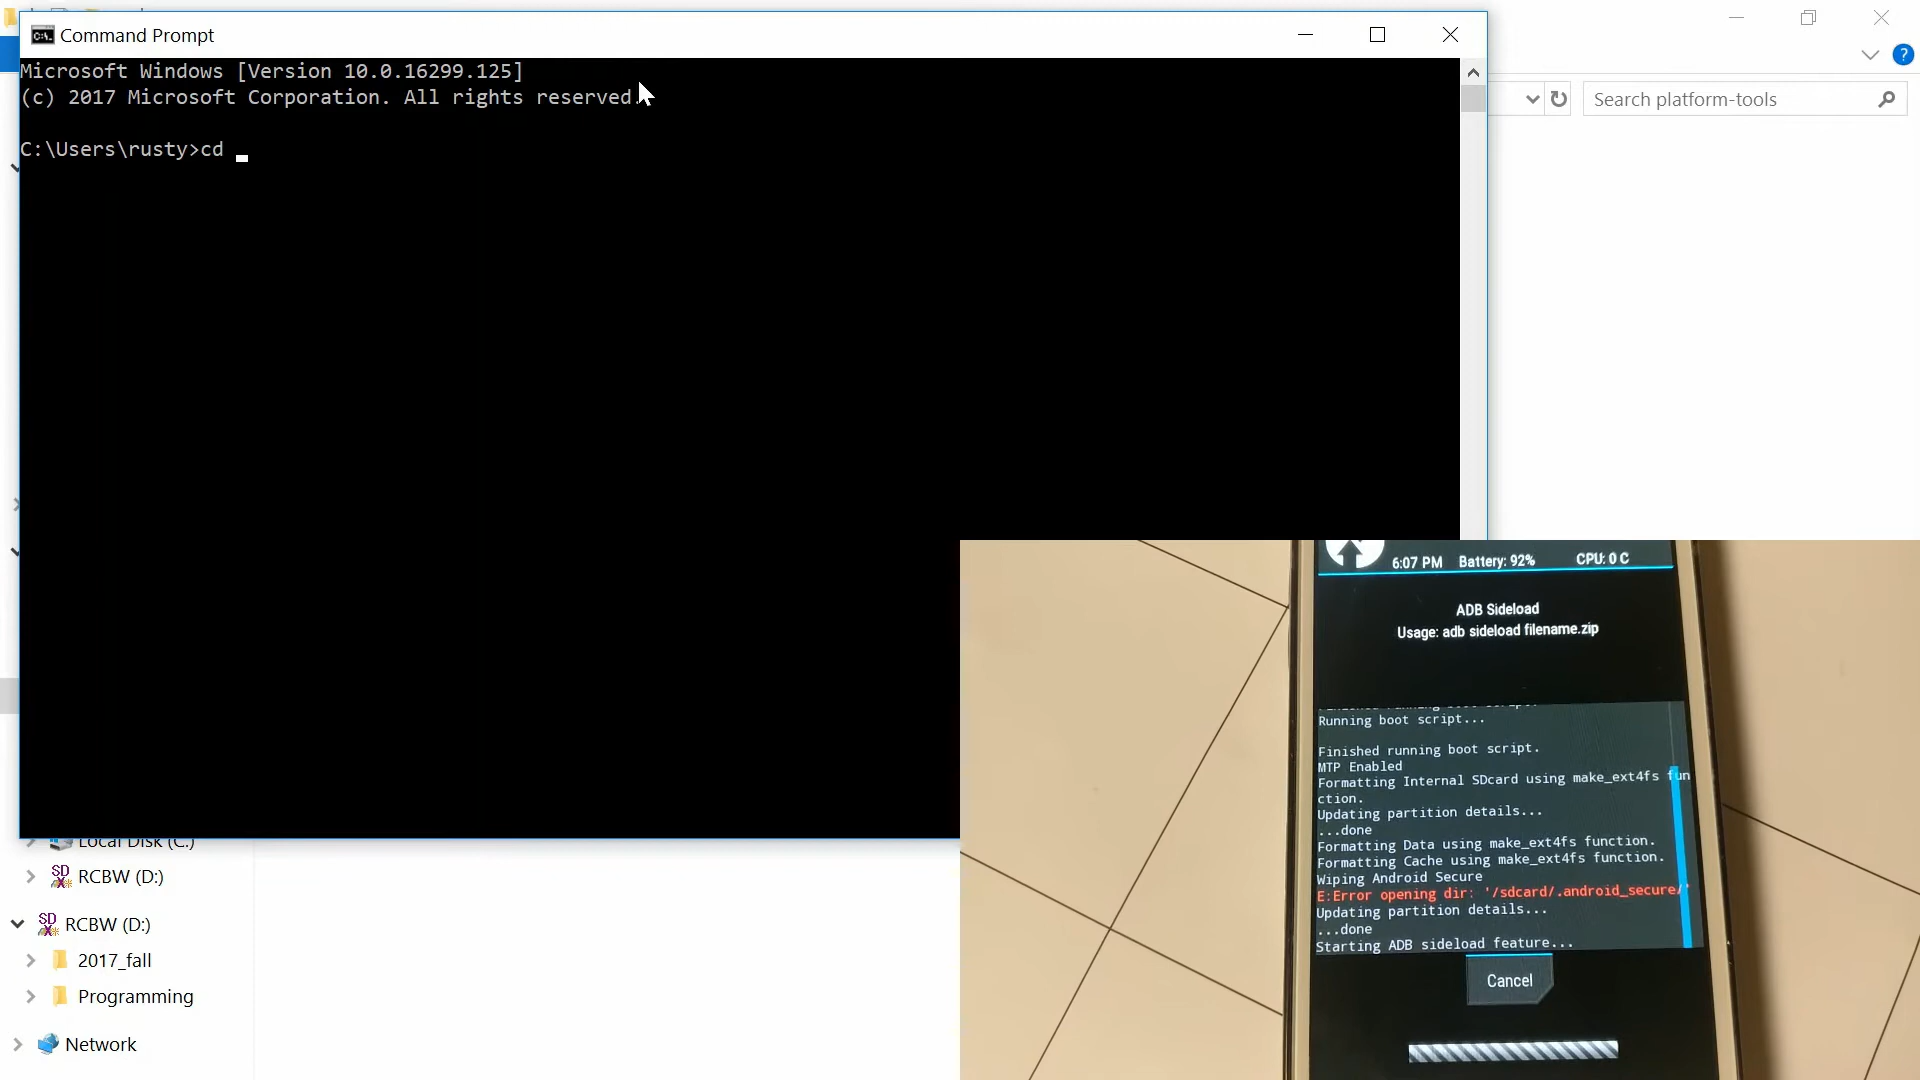 Command Prompt
Microsoft Windows [Version 10.0.16299.125]
(c) 2017 Microsoft Corporation. All rights reserved.
C:\Users\rusty>cd
Search platform-tools
Local Disk (C:)
RCBW (D:)
RCBW (D:)
2017_fall
Programming
Network
6:07 PM Battery: 92% CPU: 0 C
ADB Sideload
Usage: adb sideload filename.zip
Running boot script...
Finished running boot script.
MTP Enabled
Formatting Internal SDcard using make_ext4fs fun
ction.
Updating partition details...
...done
Formatting Data using make_ext4fs function.
Formatting Cache using make_ext4fs function.
Wiping Android Secure
E:Error opening dir: '/sdcard/.android_secure/'
Updating partition details...
...done
Starting ADB sideload feature...
Cancel